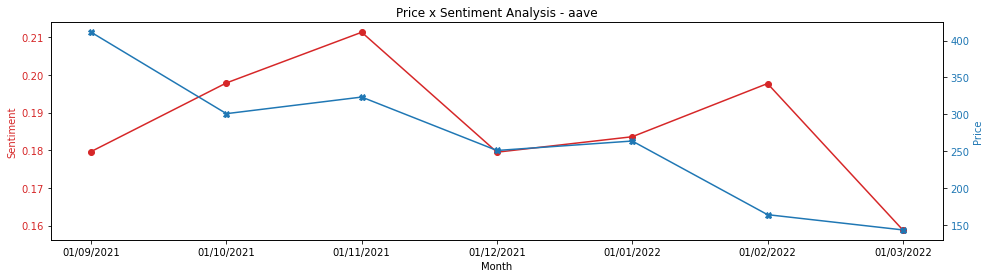 Price x Sentiment Analysis - aave
Sentiment
0.21
0.20
0.19
0.18
0.17
0.16
400
350
300
250
200
150
Price
01/09/2021 01/10/2021 01/11/2021 01/12/2021 01/01/2022 01/02/2022 01/03/2022
Month